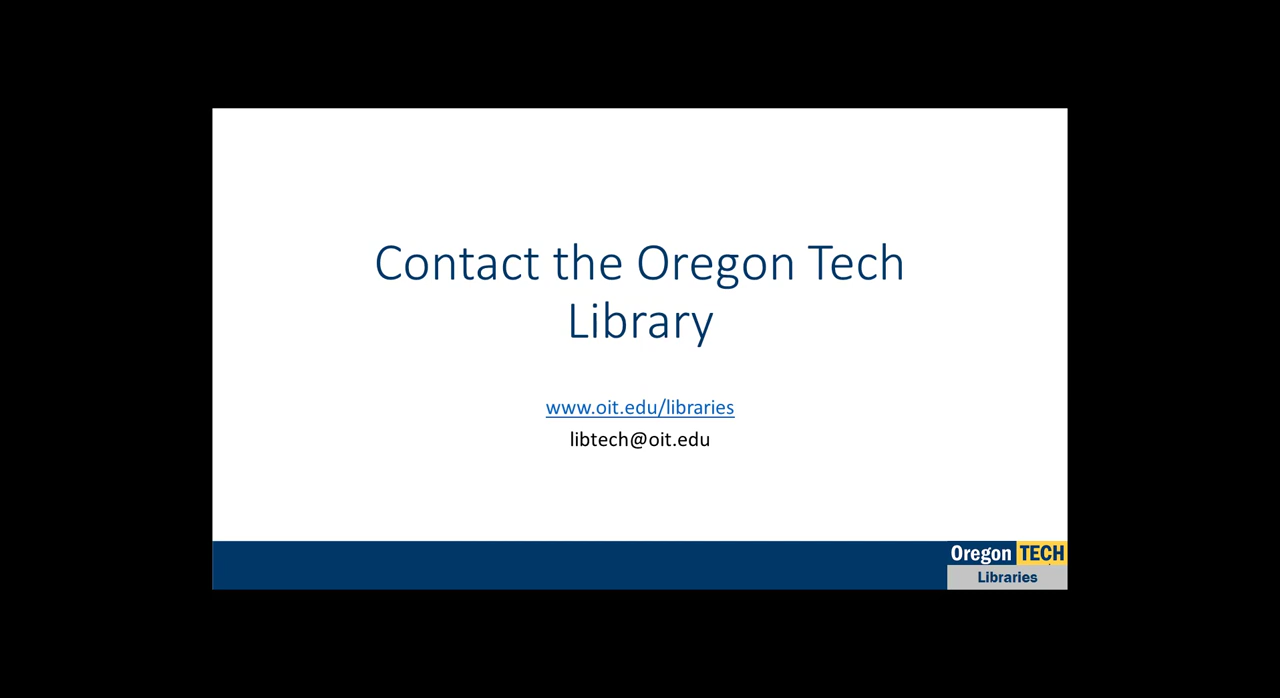 Contact the Oregon Tech
Library
www.oit.edu/libraries
libtech@oit.edu
Oregon TECH
Libraries